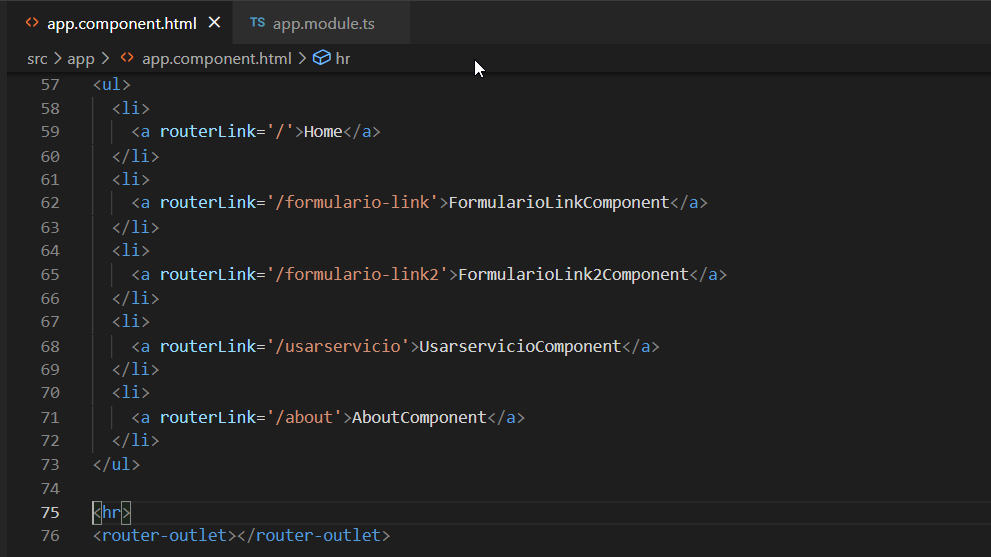 app.component.html TS app.module.ts
src app app.component.html hr
57 <ul>
58 <li>
59 <a routerLink='/'>Home</a>
60 </li>
61 <li>
62 <a routerLink='/formulario-link'>FormularioLinkComponent</a>
63 </li>
64 <li>
65 <a routerLink='/formulario-link2'>FormularioLink2Component</a>
66 </li>
67 <li>
68 <a routerLink='/usarservicio'>UsarservicioComponent</a>
69 </li>
70 <li>
71 <a routerLink='/about'>AboutComponent</a>
72 </li>
73 </ul>
74
75 <hr>
76 <router-outlet></router-outlet>